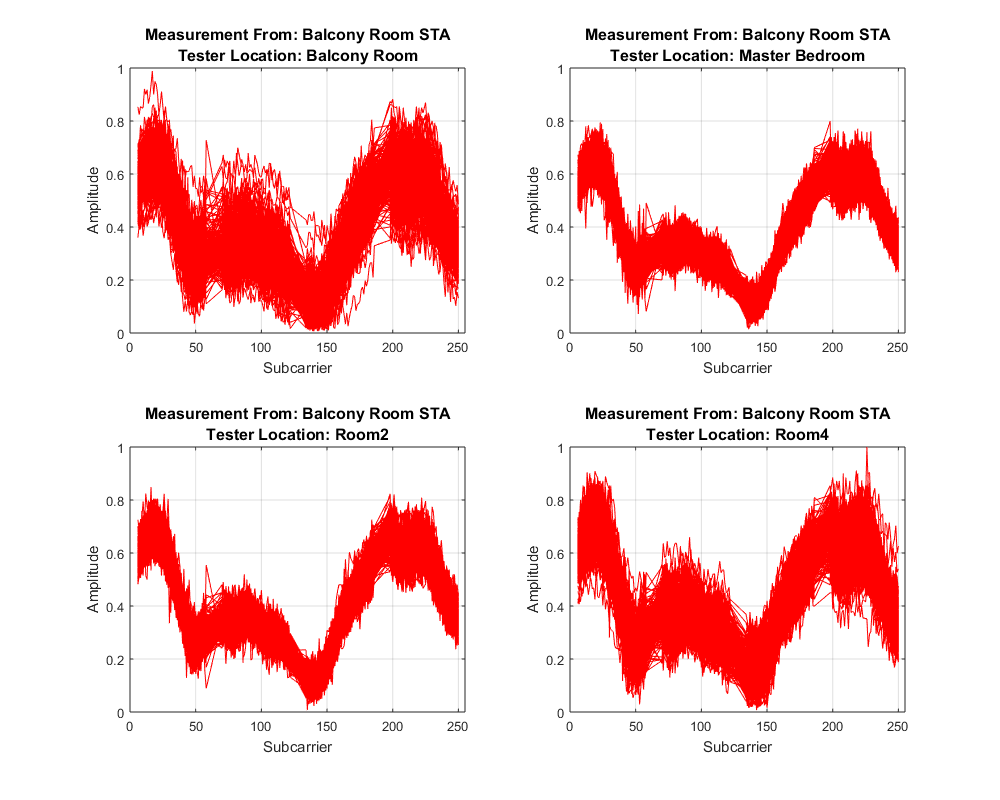 Measurement From: Balcony Room STA
Tester Location: Balcony Room
1
0.8
0.6
0.4
0.2
0
Amplitude
0 50 100 150 200 250
Subcarrier
Measurement From: Balcony Room STA
Tester Location: Master Bedroom
1
0.8
0.6
0.4
0.2
0
Amplitude
0 50 100 150 200 250
Subcarrier
Measurement From: Balcony Room STA
Tester Location: Room2
1
0.8
0.6
0.4
0.2
0
Amplitude
0 50 100 150 200 250
Subcarrier
Measurement From: Balcony Room STA
Tester Location: Room4
1
0.8
0.6
0.4
0.2
0
Amplitude
0 50 100 150 200 250
Subcarrier